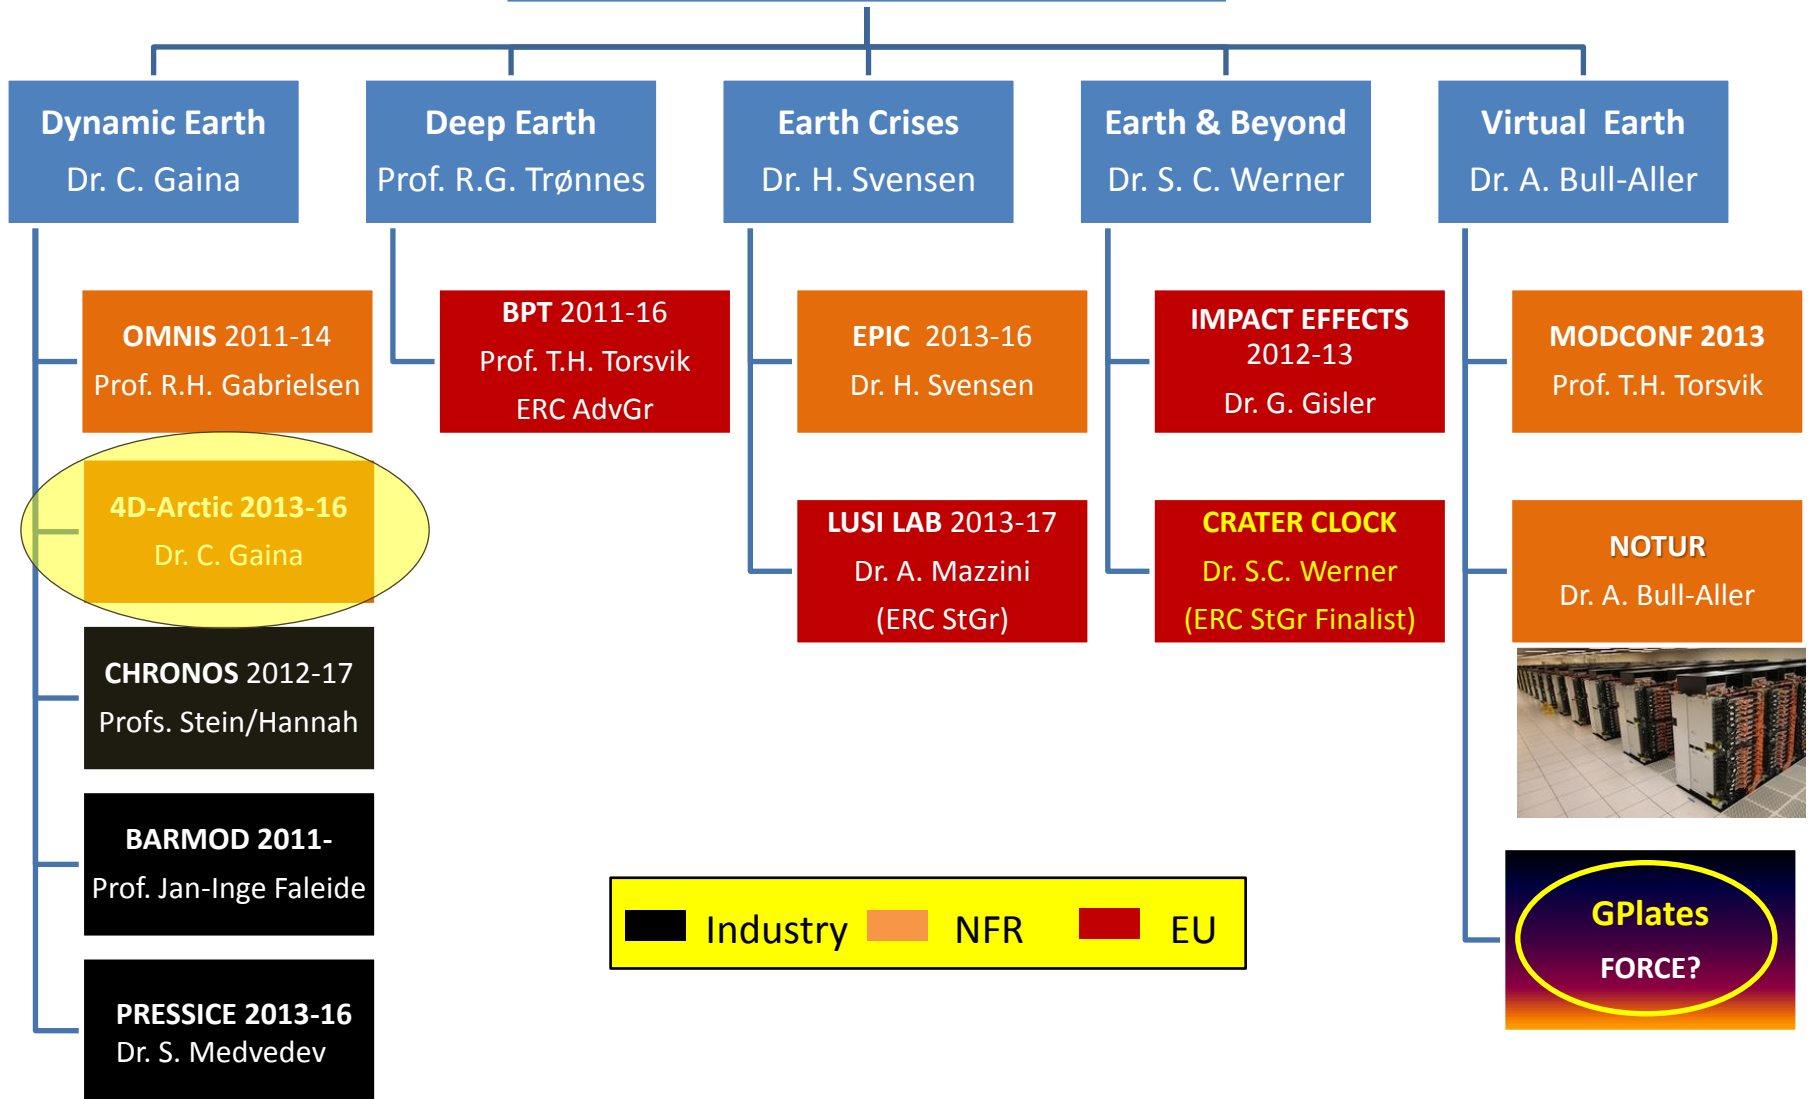 Dynamic Earth
Dr. C. Gaina
Deep Earth
Prof. R.G. Trønnes
Earth Crises
Dr. H. Svensen
Earth & Beyond
Dr. S. C. Werner
Virtual Earth
Dr. A. Bull-Aller
OMNIS 2011-14
Prof. R.H. Gabrielsen
4D-Arctic 2013-16
Dr. C. Gaina
CHRONOS 2012-17
Profs. Stein/Hannah
BARMOD 2011-
Prof. Jan-Inge Faleide
PRESSICE 2013-16
Dr. S. Medvedev
BPT 2011-16
Prof. T.H. Torsvik
ERC AdvGr
EPIC 2013-16
Dr. H. Svensen
LUSI LAB 2013-17
Dr. A. Mazzini
(ERC StGr)
IMPACT EFFECTS
2012-13
Dr. G. Gisler
CRATER CLOCK
Dr. S.C. Werner
(ERC StGr Finalist)
MODCONF 2013
Prof. T.H. Torsvik
NOTUR
Dr. A. Bull-Aller
GPlates
FORCE?
Industry NFR EU